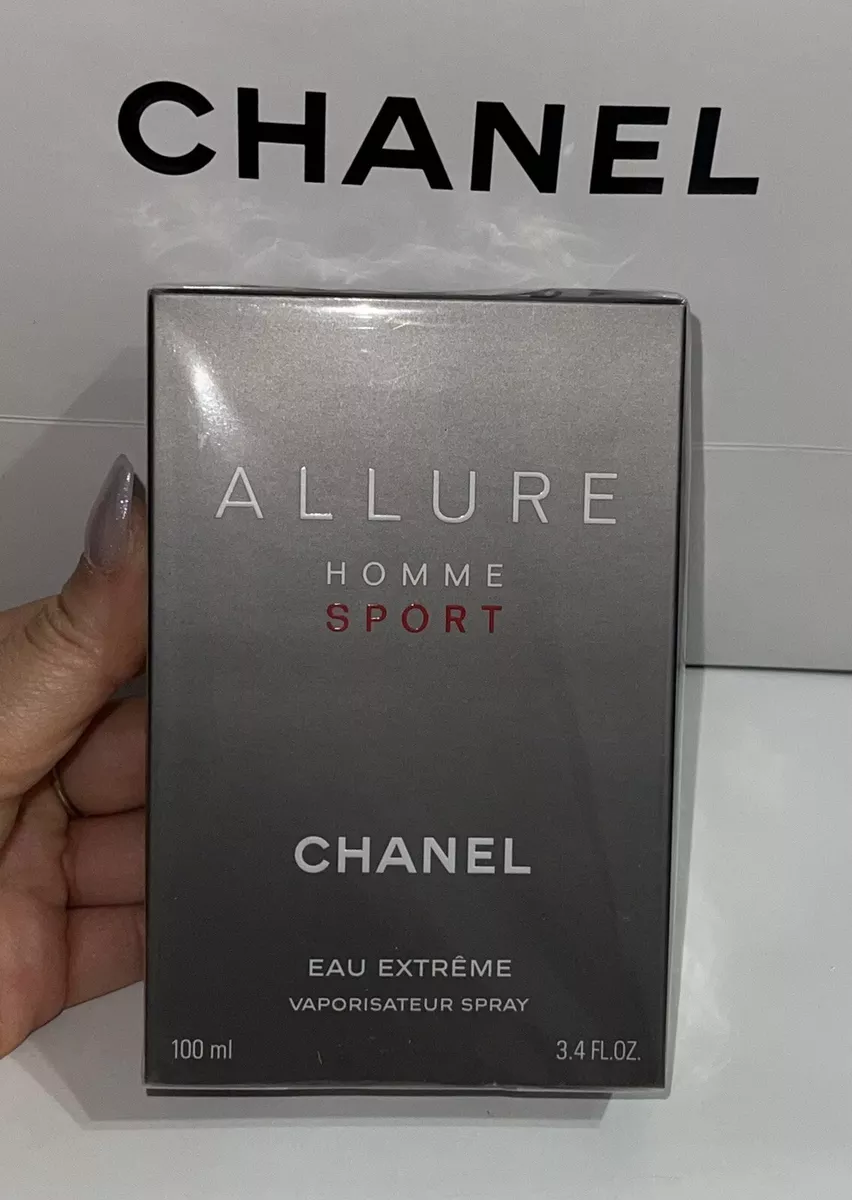 CHANEL
ALLURE
HOMME
SPORT
CHANEL
EAU EXTRÊME
VAPORISATEUR SPRAY
100 ml 3.4 FL.OZ.